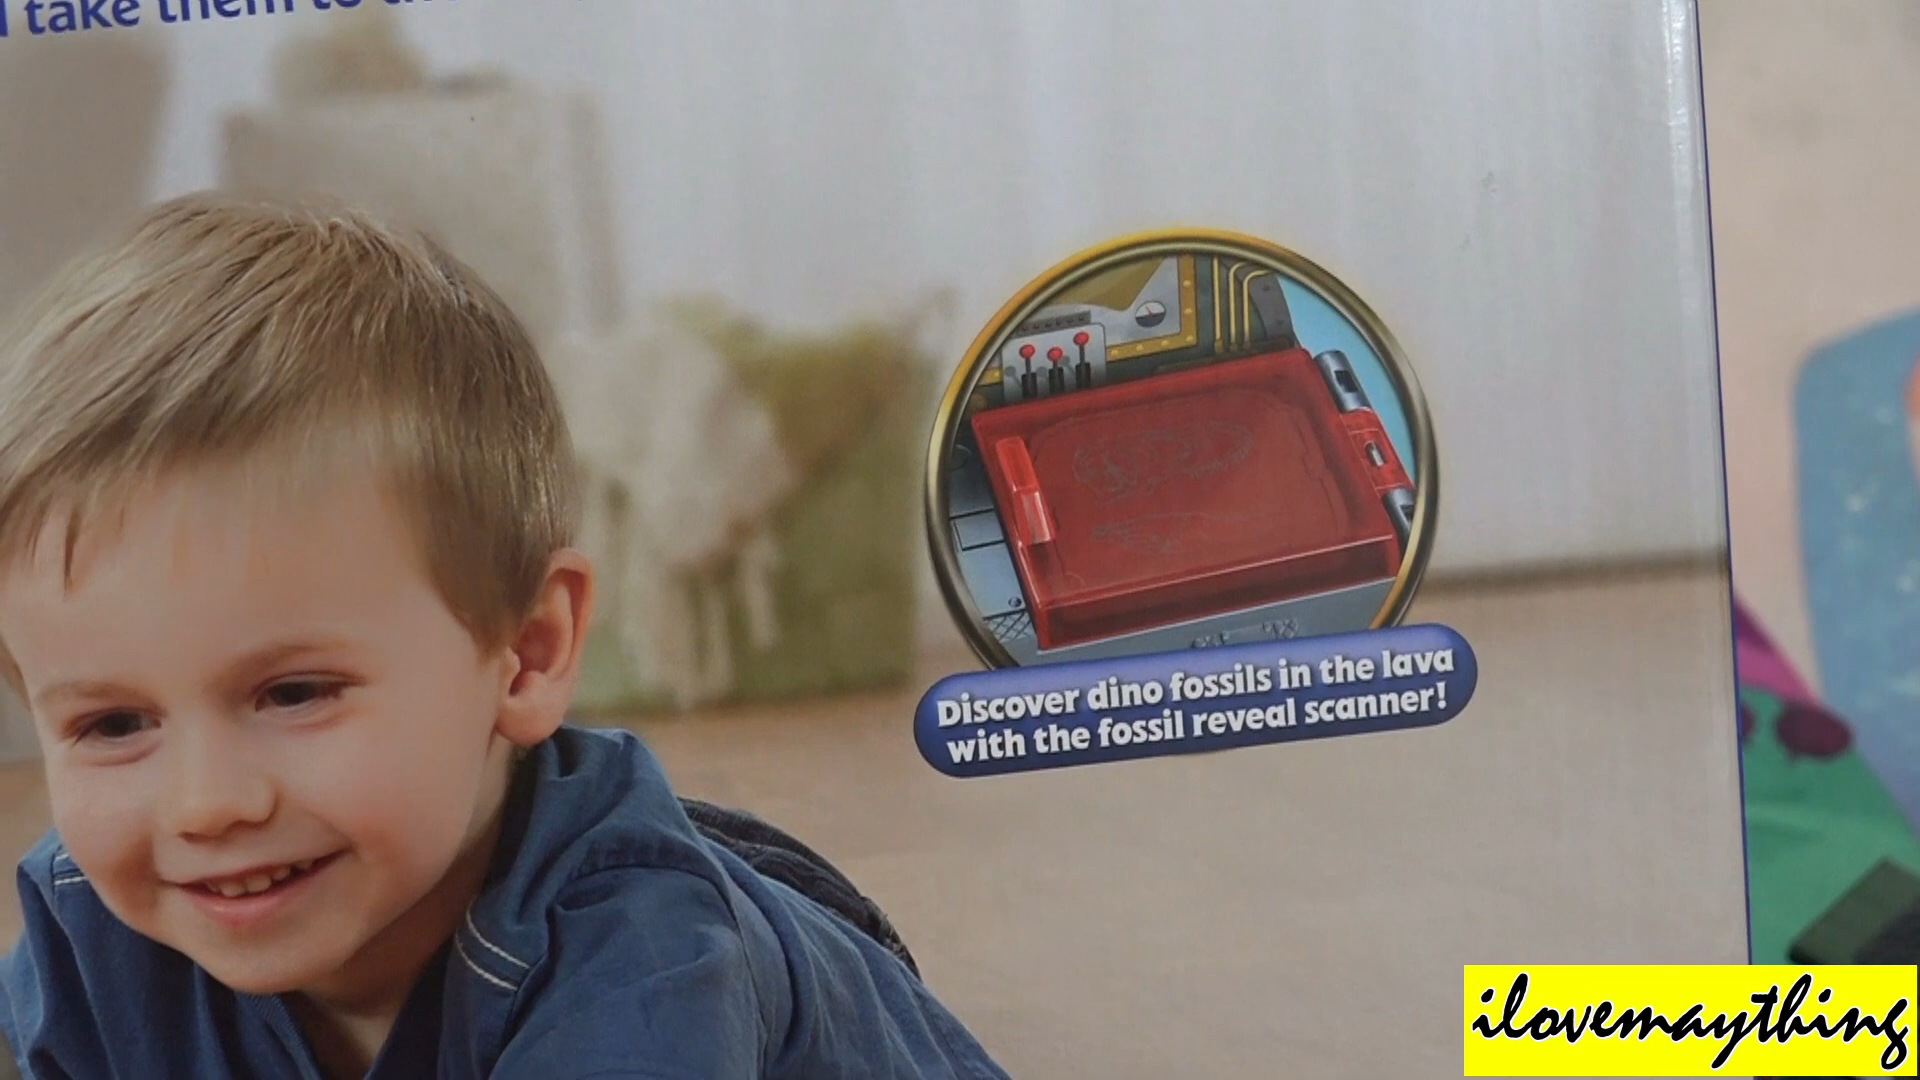 take them to
Discover dino fossils in the lava
with the fossil reveal scanner!
ilovemaything